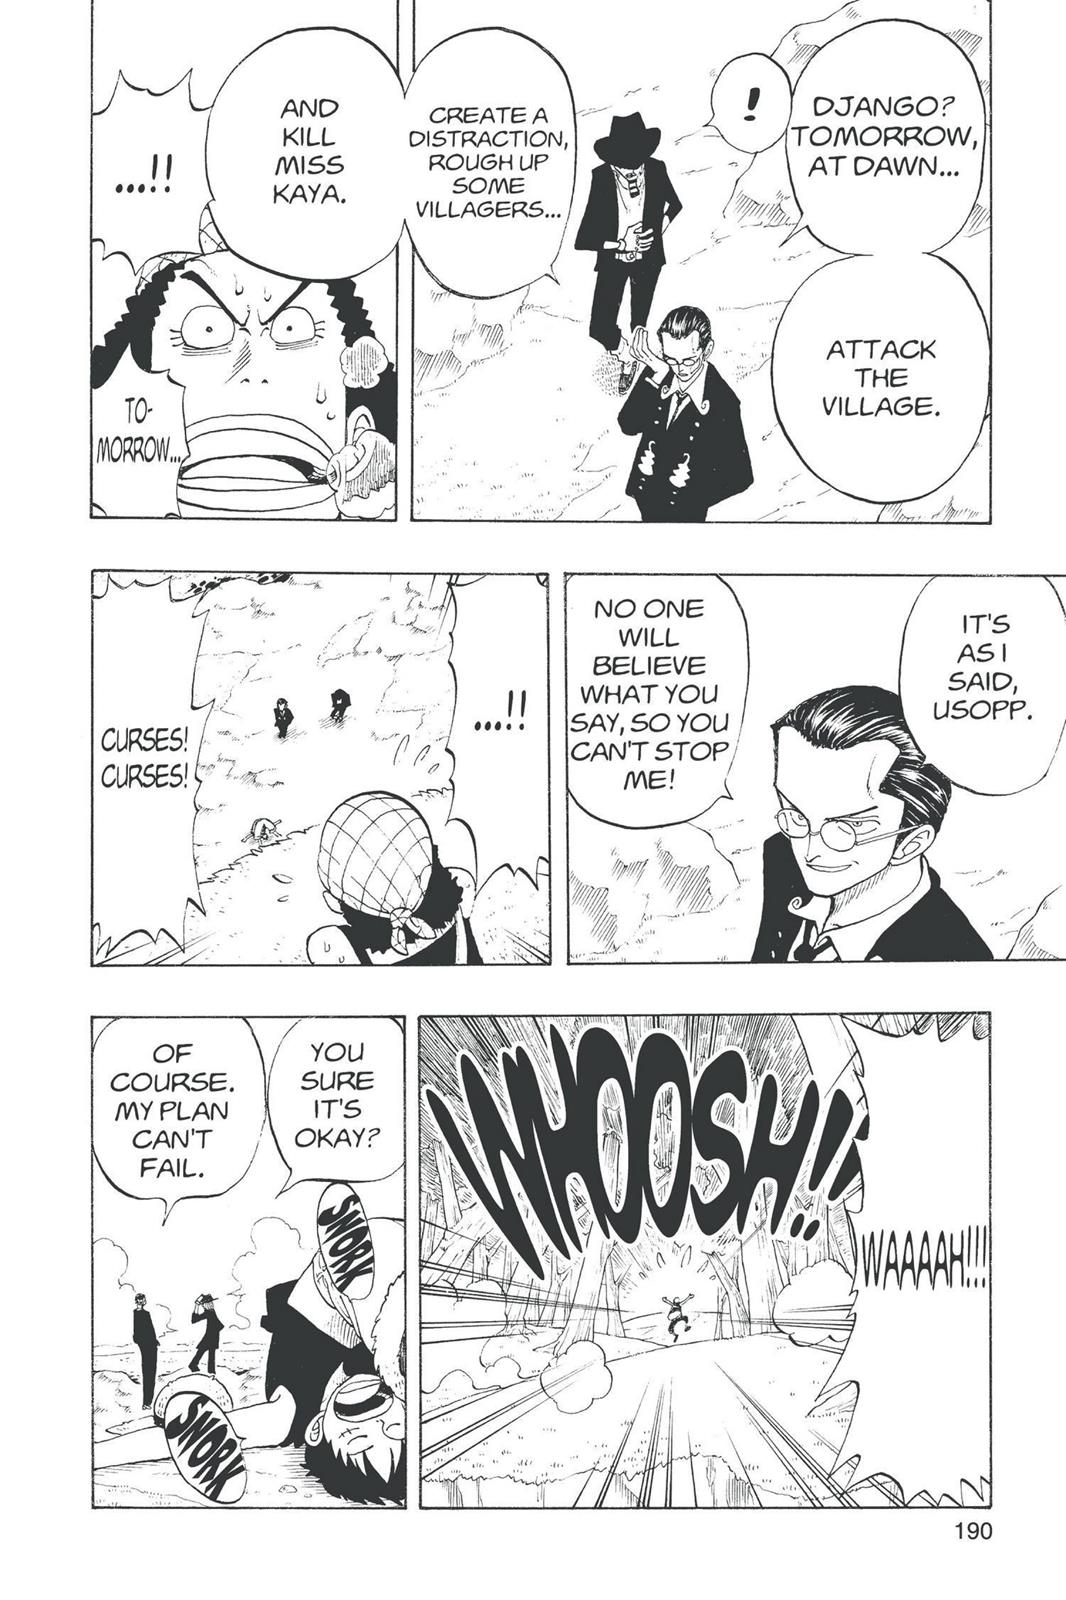 DJANGO?
TOMORROW,
AT DAWN...
!
ATTACK
THE
VILLAGE.
CREATE A
DISTRACTION,
ROUGH UP
SOME
VILLAGERS...
AND
KILL
MISS
KAYA.
...!!
TO-
MORROW...
IT'S
AS I
SAID,
USOPP.
NO ONE
WILL
BELIEVE
WHAT YOU
SAY, SO YOU
CAN'T STOP
ME!
...!!
CURSES!
CURSES!
WAAAAH!!!
WHOOSH!!
YOU
SURE
IT'S
OKAY?
OF
COURSE.
MY PLAN
CAN'T
FAIL.
SNORK
SNORK
190